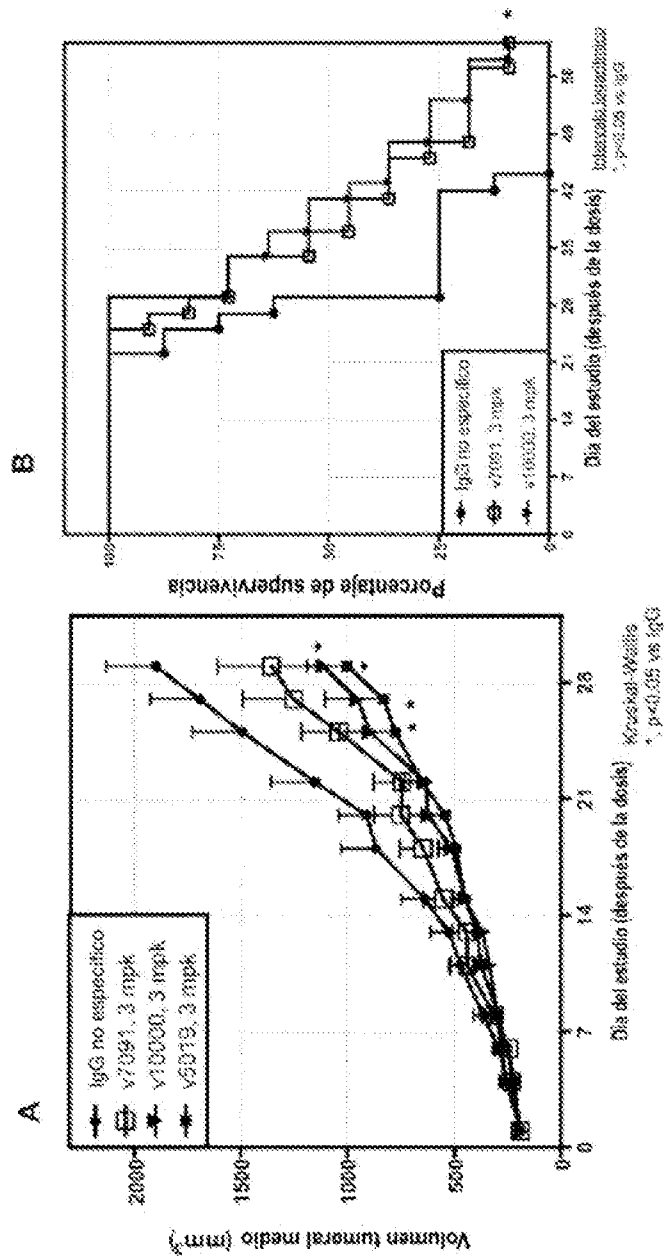 A
IgG no específico
v7091, 3 mpk
v10000, 3 mpk
v5019, 3 mpk
Volumen tumaral medio (mm³)
2000
1500
1000
500
0
0
7
14
21
28
Día del estudio (después de la dosis)
Kruskal-Wallis
*, p<0.05 vs IgG
*
*
*
*
B
Porcentaje de supervivencia
100
75
50
25
0
IgG no específico
v7091, 3 mpk
v10000, 3 mpk
0
7
14
21
28
35
42
49
56
Día del estudio (después de la dosis)
*, p<0.05 vs IgG
*